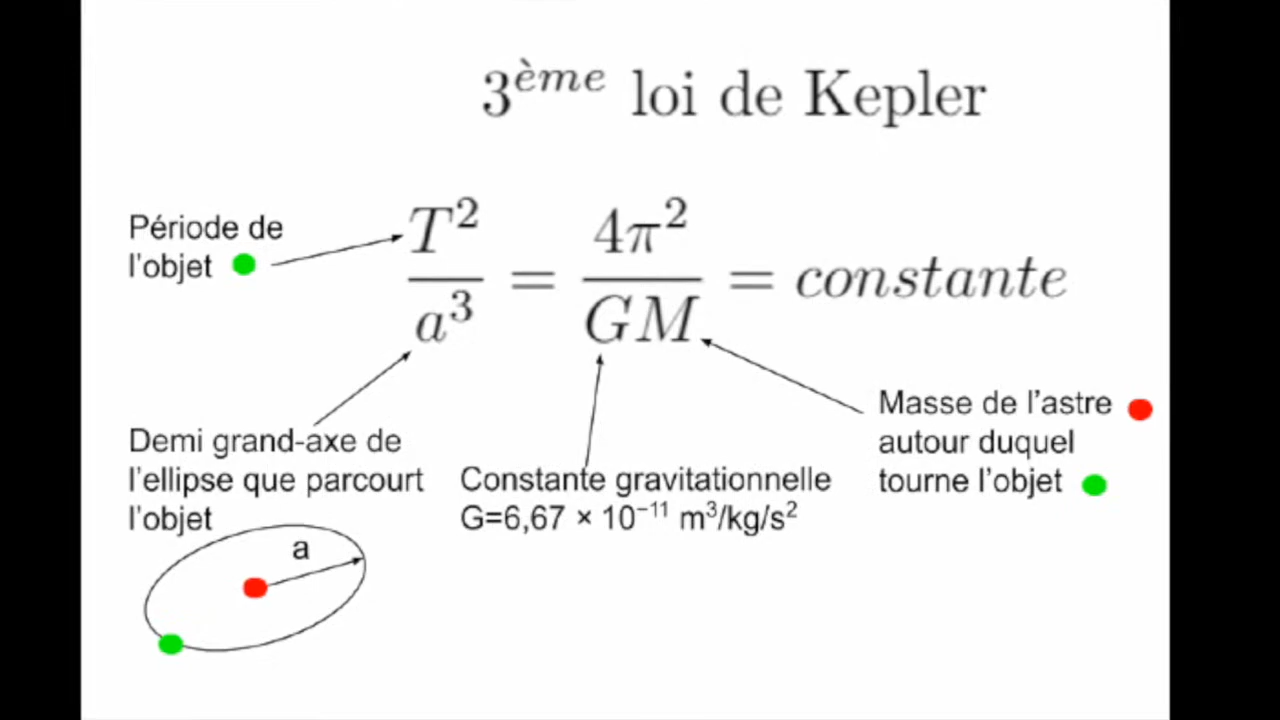 3ème loi de Kepler
Période de
l'objet
T²/a³ = 4π²/GM = constante
Demi grand-axe de
l'ellipse que parcourt
l'objet
a
Constante gravitationnelle
G=6,67 × 10⁻¹¹ m³/kg/s²
Masse de l'astre
autour duquel
tourne l'objet